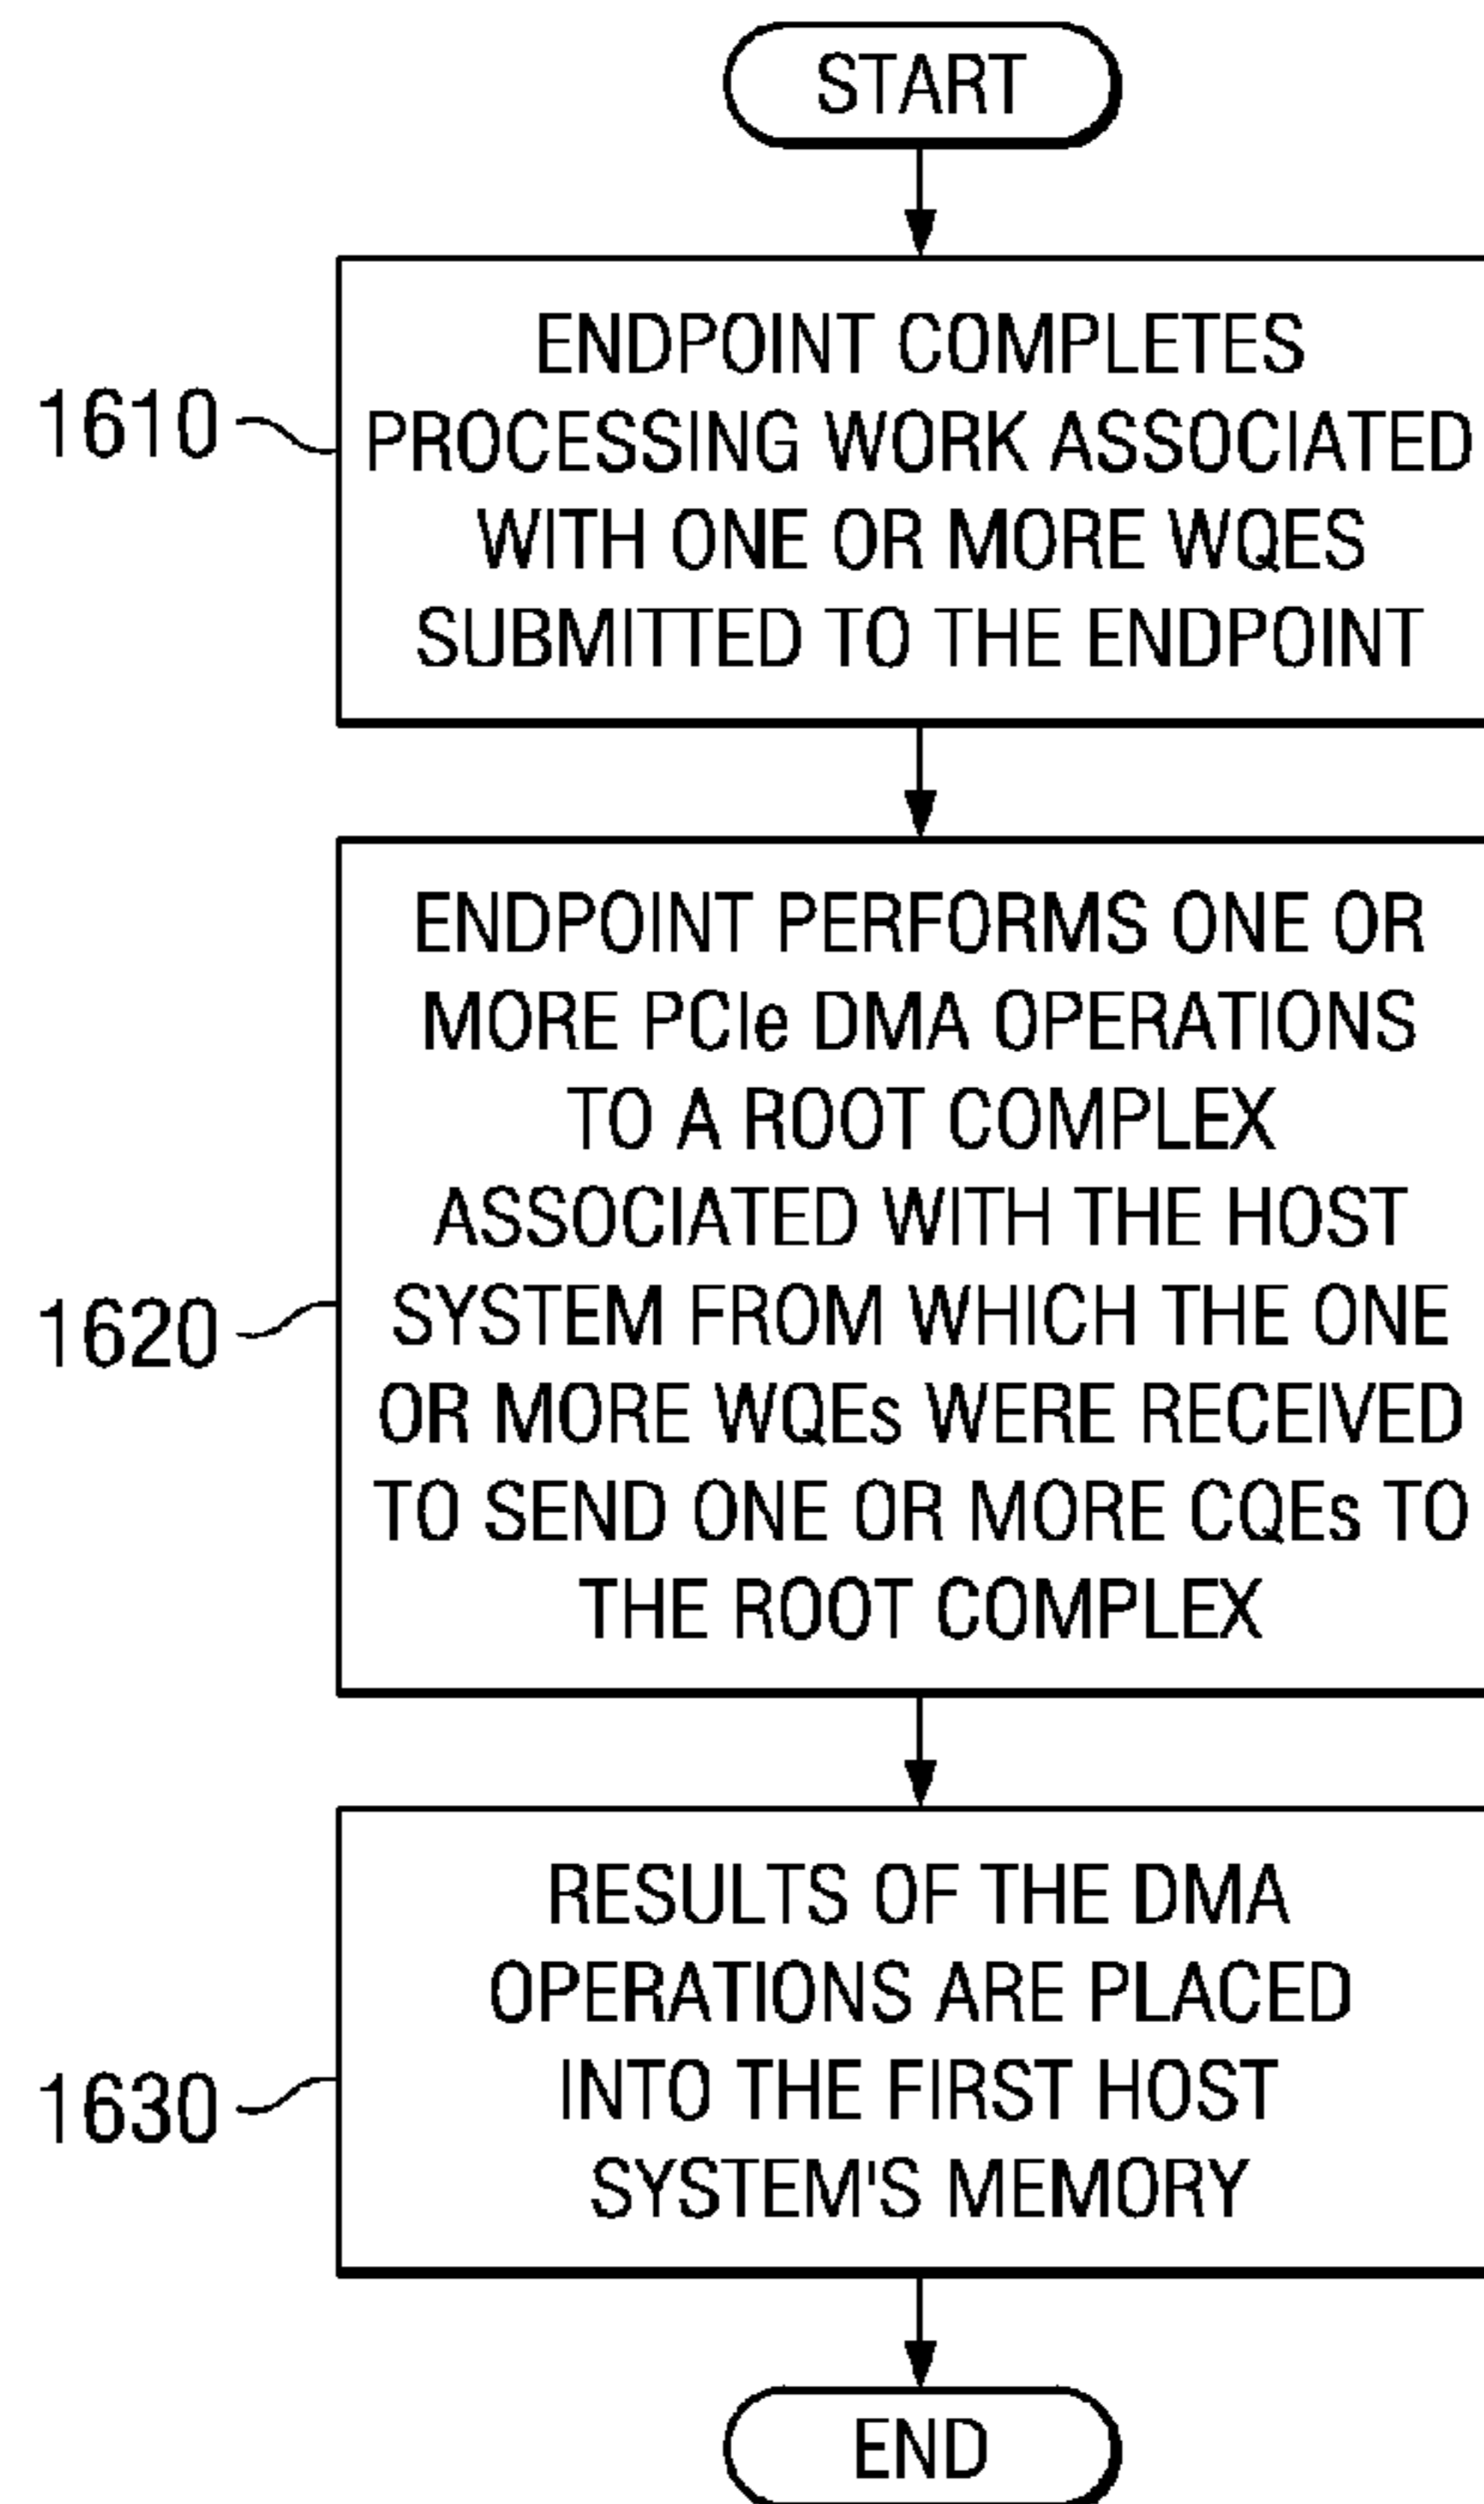 START
1610
ENDPOINT COMPLETES
PROCESSING WORK ASSOCIATED
WITH ONE OR MORE WQES
SUBMITTED TO THE ENDPOINT
1620
ENDPOINT PERFORMS ONE OR
MORE PCIe DMA OPERATIONS
TO A ROOT COMPLEX
ASSOCIATED WITH THE HOST
SYSTEM FROM WHICH THE ONE
OR MORE WQEs WERE RECEIVED
TO SEND ONE OR MORE CQEs TO
THE ROOT COMPLEX
1630
RESULTS OF THE DMA
OPERATIONS ARE PLACED
INTO THE FIRST HOST
SYSTEM'S MEMORY
END